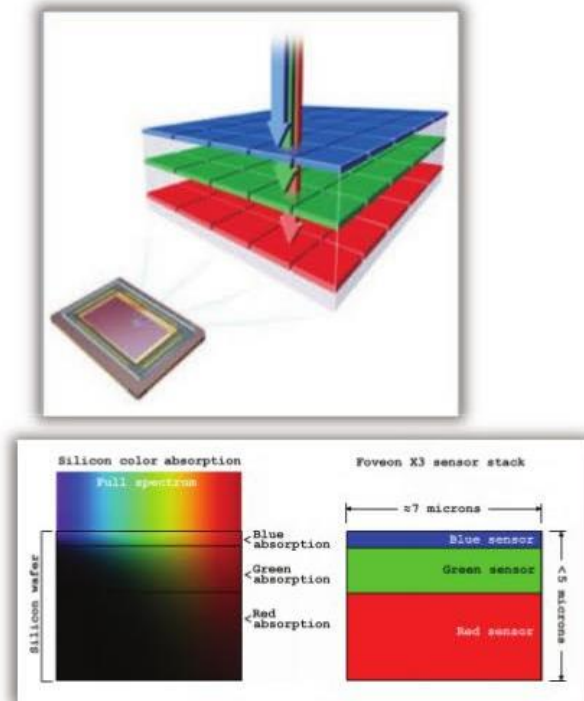 Silicon color absorption
Full spectrum
Silicon wafer
Blue
absorption
Green
absorption
Red
absorption
Foveon X3 sensor stack
≈7 microns
Blue sensor
Green sensor
Red sensor
<5 microns